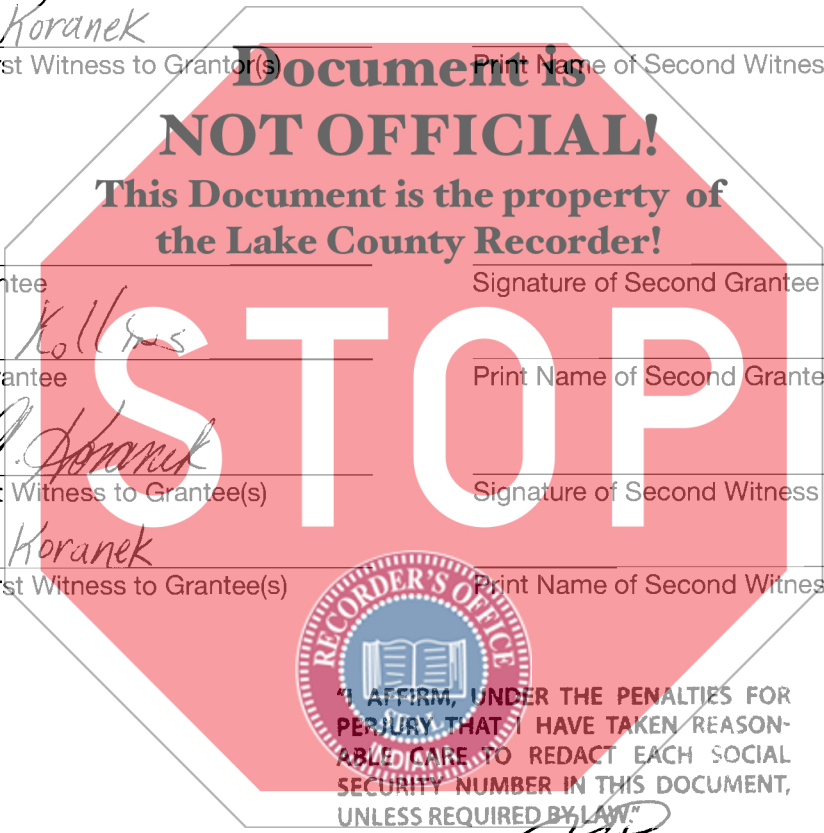 Koranek
st Witness to Grantor(s) Print Name of Second Witnes
Document is
NOT OFFICIAL!
This Document is the property of
the Lake County Recorder!
ntee Signature of Second Grantee
Kollins
antee Print Name of Second Grante
STOP
Koranek
Witness to Grantee(s) Signature of Second Witness
Koranek
st Witness to Grantee(s) Print Name of Second Witnes
RECORDER'S OFFICE
SEAL
INDIANA
"I AFFIRM, UNDER THE PENALTIES FOR
PERJURY THAT I HAVE TAKEN REASON-
ABLE CARE TO REDACT EACH SOCIAL
SECURITY NUMBER IN THIS DOCUMENT,
UNLESS REQUIRED BY LAW."